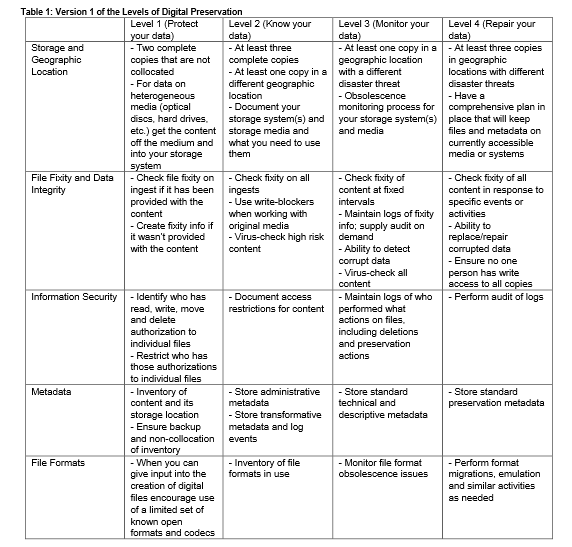 Table 1: Version 1 of the Levels of Digital Preservation
Level 1 (Protect
your data)
Level 2 (Know your
data)
Level 3 (Monitor your
data)
Level 4 (Repair your
data)
Storage and
Geographic
Location
- Two complete
copies that are not
collocated
- For data on
heterogeneous
media (optical
discs, hard drives,
etc.) get the content
off the medium and
into your storage
system
- At least three
complete copies
- At least one copy in a
different geographic
location
- Document your
storage system(s) and
storage media and
what you need to use
them
- At least one copy in a
geographic location
with a different
disaster threat
- Obsolescence
monitoring process for
your storage system(s)
and media
- At least three copies
in geographic
locations with different
disaster threats
- Have a
comprehensive plan in
place that will keep
files and metadata on
currently accessible
media or systems
File Fixity and Data
Integrity
- Check file fixity on
ingest if it has been
provided with the
content
- Create fixity info if
it wasn't provided
with the content
- Check fixity on all
ingests
- Use write-blockers
when working with
original media
- Virus-check high risk
content
- Check fixity of
content at fixed
intervals
- Maintain logs of fixity
info; supply audit on
demand
- Ability to detect
corrupt data
- Virus-check all
content
- Check fixity of all
content in response to
specific events or
activities
- Ability to
replace/repair
corrupted data
- Ensure no one
person has write
access to all copies
Information Security
- Identify who has
read, write, move
and delete
authorization to
individual files
- Restrict who has
those authorizations
to individual files
- Document access
restrictions for content
- Maintain logs of who
performed what
actions on files,
including deletions
and preservation
actions
- Perform audit of logs
Metadata
- Inventory of
content and its
storage location
- Ensure backup
and non-collocation
of inventory
- Store administrative
metadata
- Store transformative
metadata and log
events
- Store standard
technical and
descriptive metadata
- Store standard
preservation metadata
File Formats
- When you can
give input into the
creation of digital
files encourage use
of a limited set of
known open
formats and codecs
- Inventory of file
formats in use
- Monitor file format
obsolescence issues
- Perform format
migrations, emulation
and similar activities
as needed